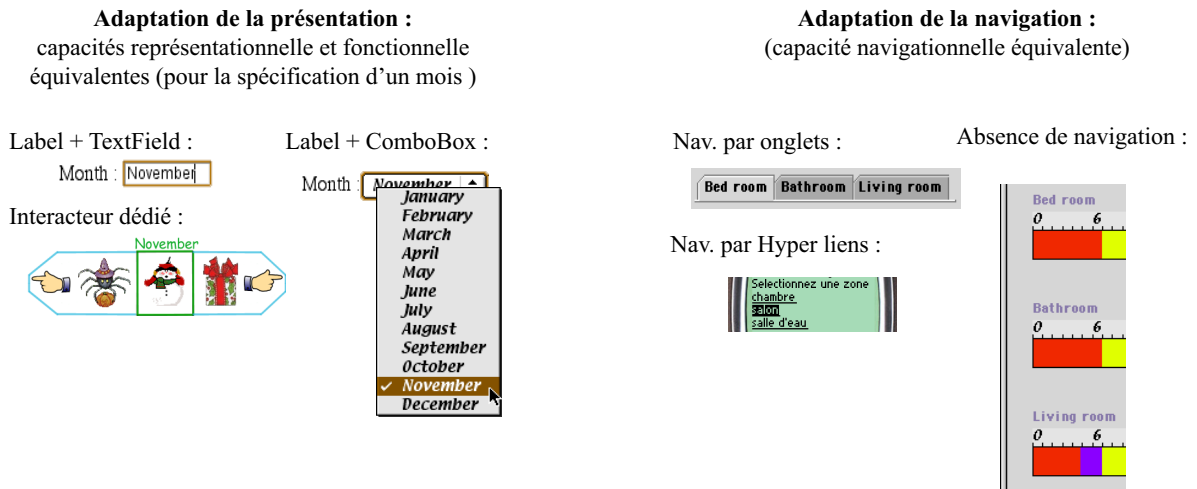 Adaptation de la présentation :
capacités représentationnelle et fonctionnelle
équivalentes (pour la spécification d’un mois )
Label + TextField :
Month : November
Label + ComboBox :
Month : November
January
February
March
April
May
June
July
August
September
October
✓ November
December
Interacteur dédié :
November
Adaptation de la navigation :
(capacité navigationnelle équivalente)
Nav. par onglets :
Bed room Bathroom Living room
Nav. par Hyper liens :
Selectionnez une zone
chambre
salon
salle d'eau
Absence de navigation :
Bed room
0 6
Bathroom
0 6
Living room
0 6